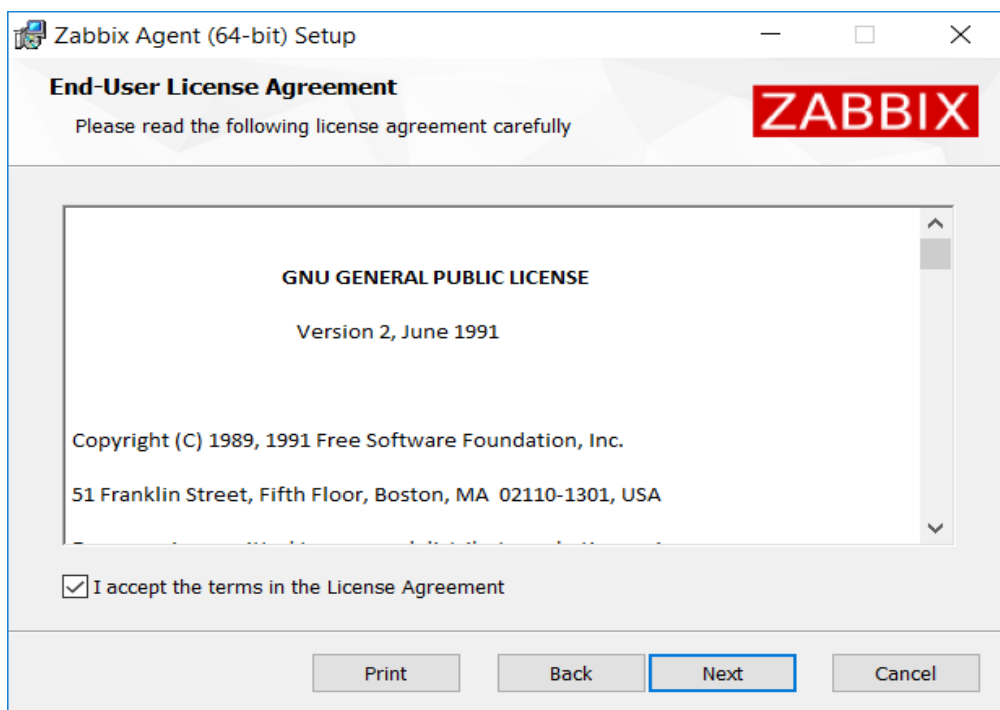 Zabbix Agent (64-bit) Setup
End-User License Agreement
Please read the following license agreement carefully
ZABBIX
GNU GENERAL PUBLIC LICENSE
Version 2, June 1991
Copyright (C) 1989, 1991 Free Software Foundation, Inc.
51 Franklin Street, Fifth Floor, Boston, MA  02110-1301, USA
I accept the terms in the License Agreement
Print
Back
Next
Cancel